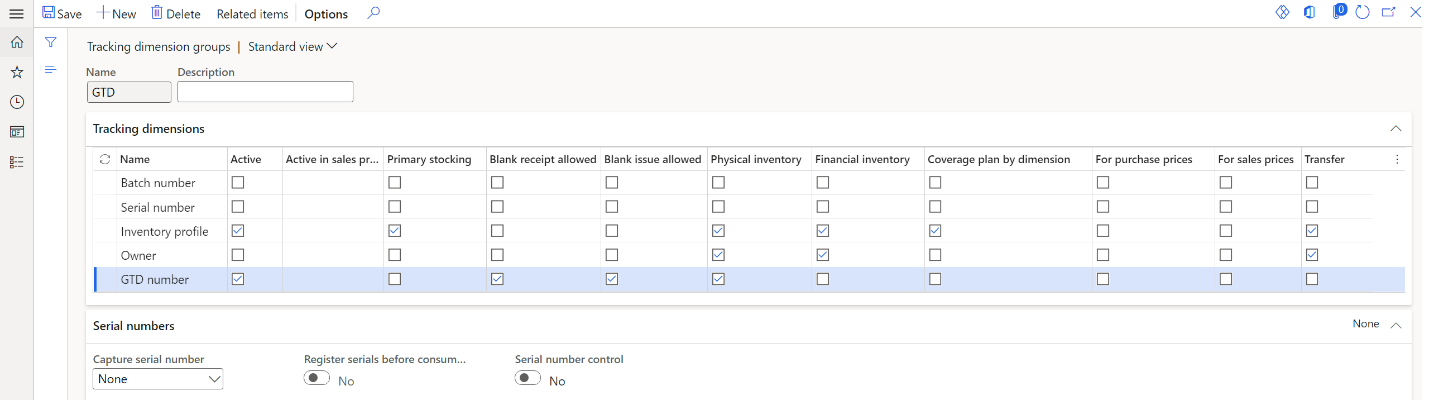 Save New Delete Related items Options 0
Tracking dimension groups | Standard view
Name Description
GTD
Tracking dimensions
Name Active Active in sales pr... Primary stocking Blank receipt allowed Blank issue allowed Physical inventory Financial inventory Coverage plan by dimension For purchase prices For sales prices Transfer
Batch number
Serial number
Inventory profile
Owner
GTD number
Serial numbers None
Capture serial number Register serials before consum... Serial number control
None No No